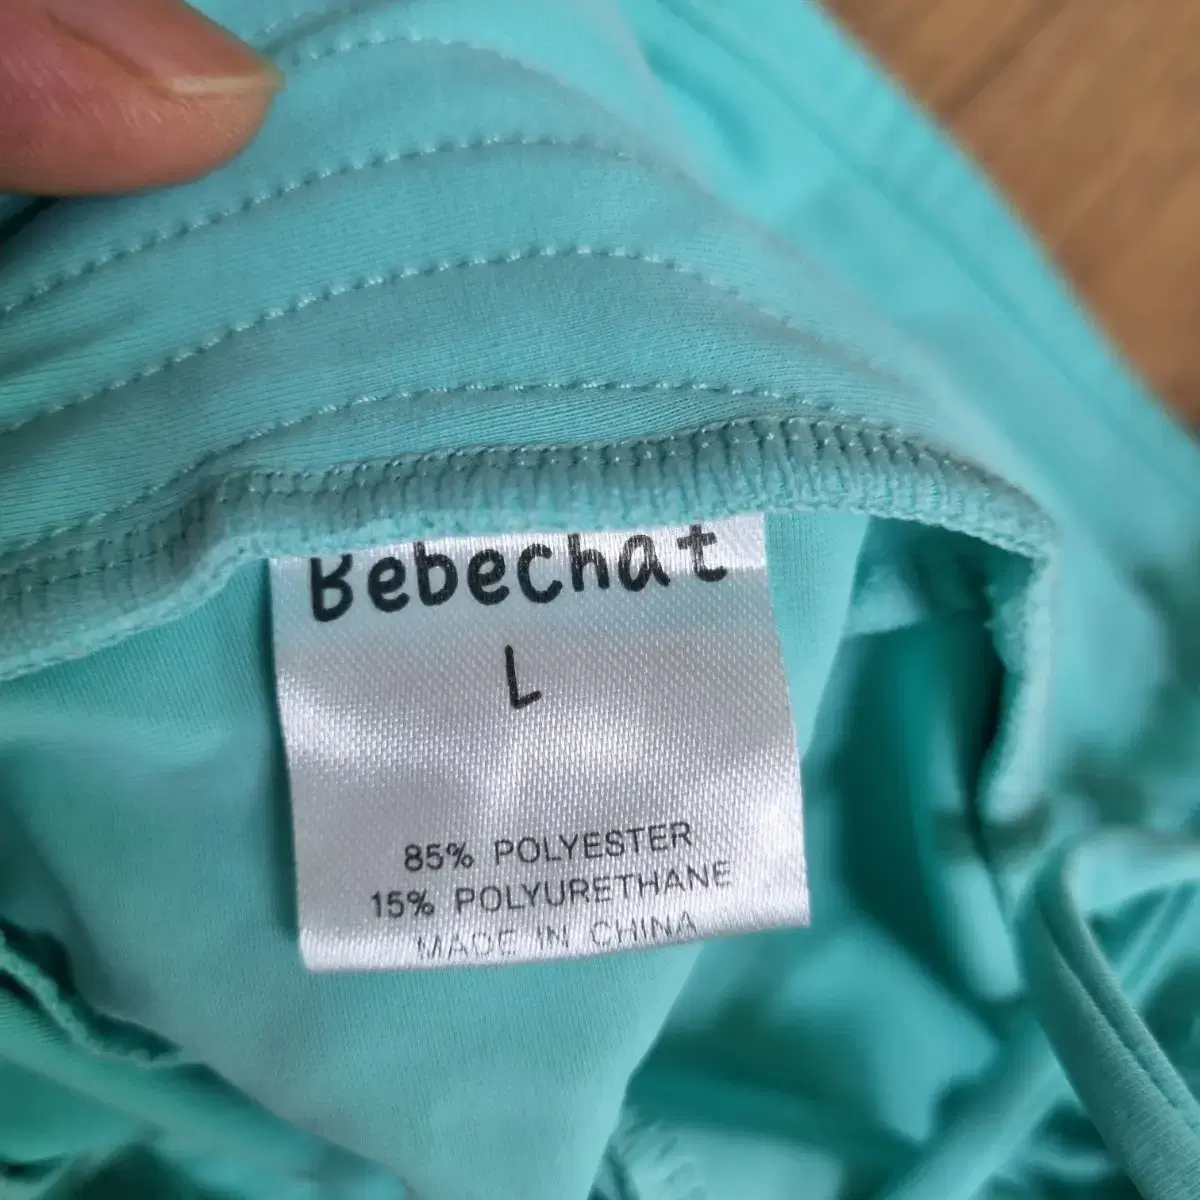 Bebechat
L
85% POLYESTER
15% POLYURETHANE
MADE IN CHINA